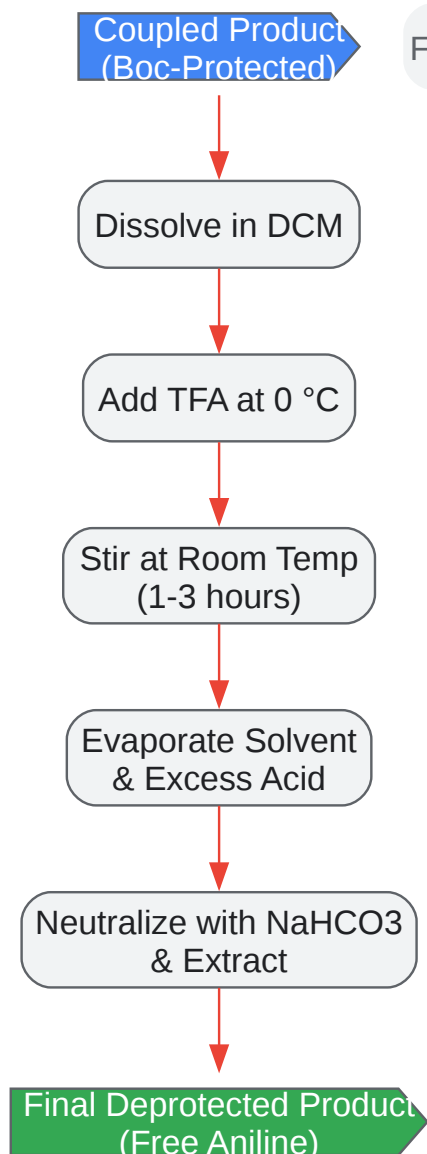 Coupled Product
(Boc-Protected)
F
Dissolve in DCM
Add TFA at 0 °C
Stir at Room Temp
(1-3 hours)
Evaporate Solvent
& Excess Acid
Neutralize with NaHCO3
& Extract
Final Deprotected Product
(Free Aniline)